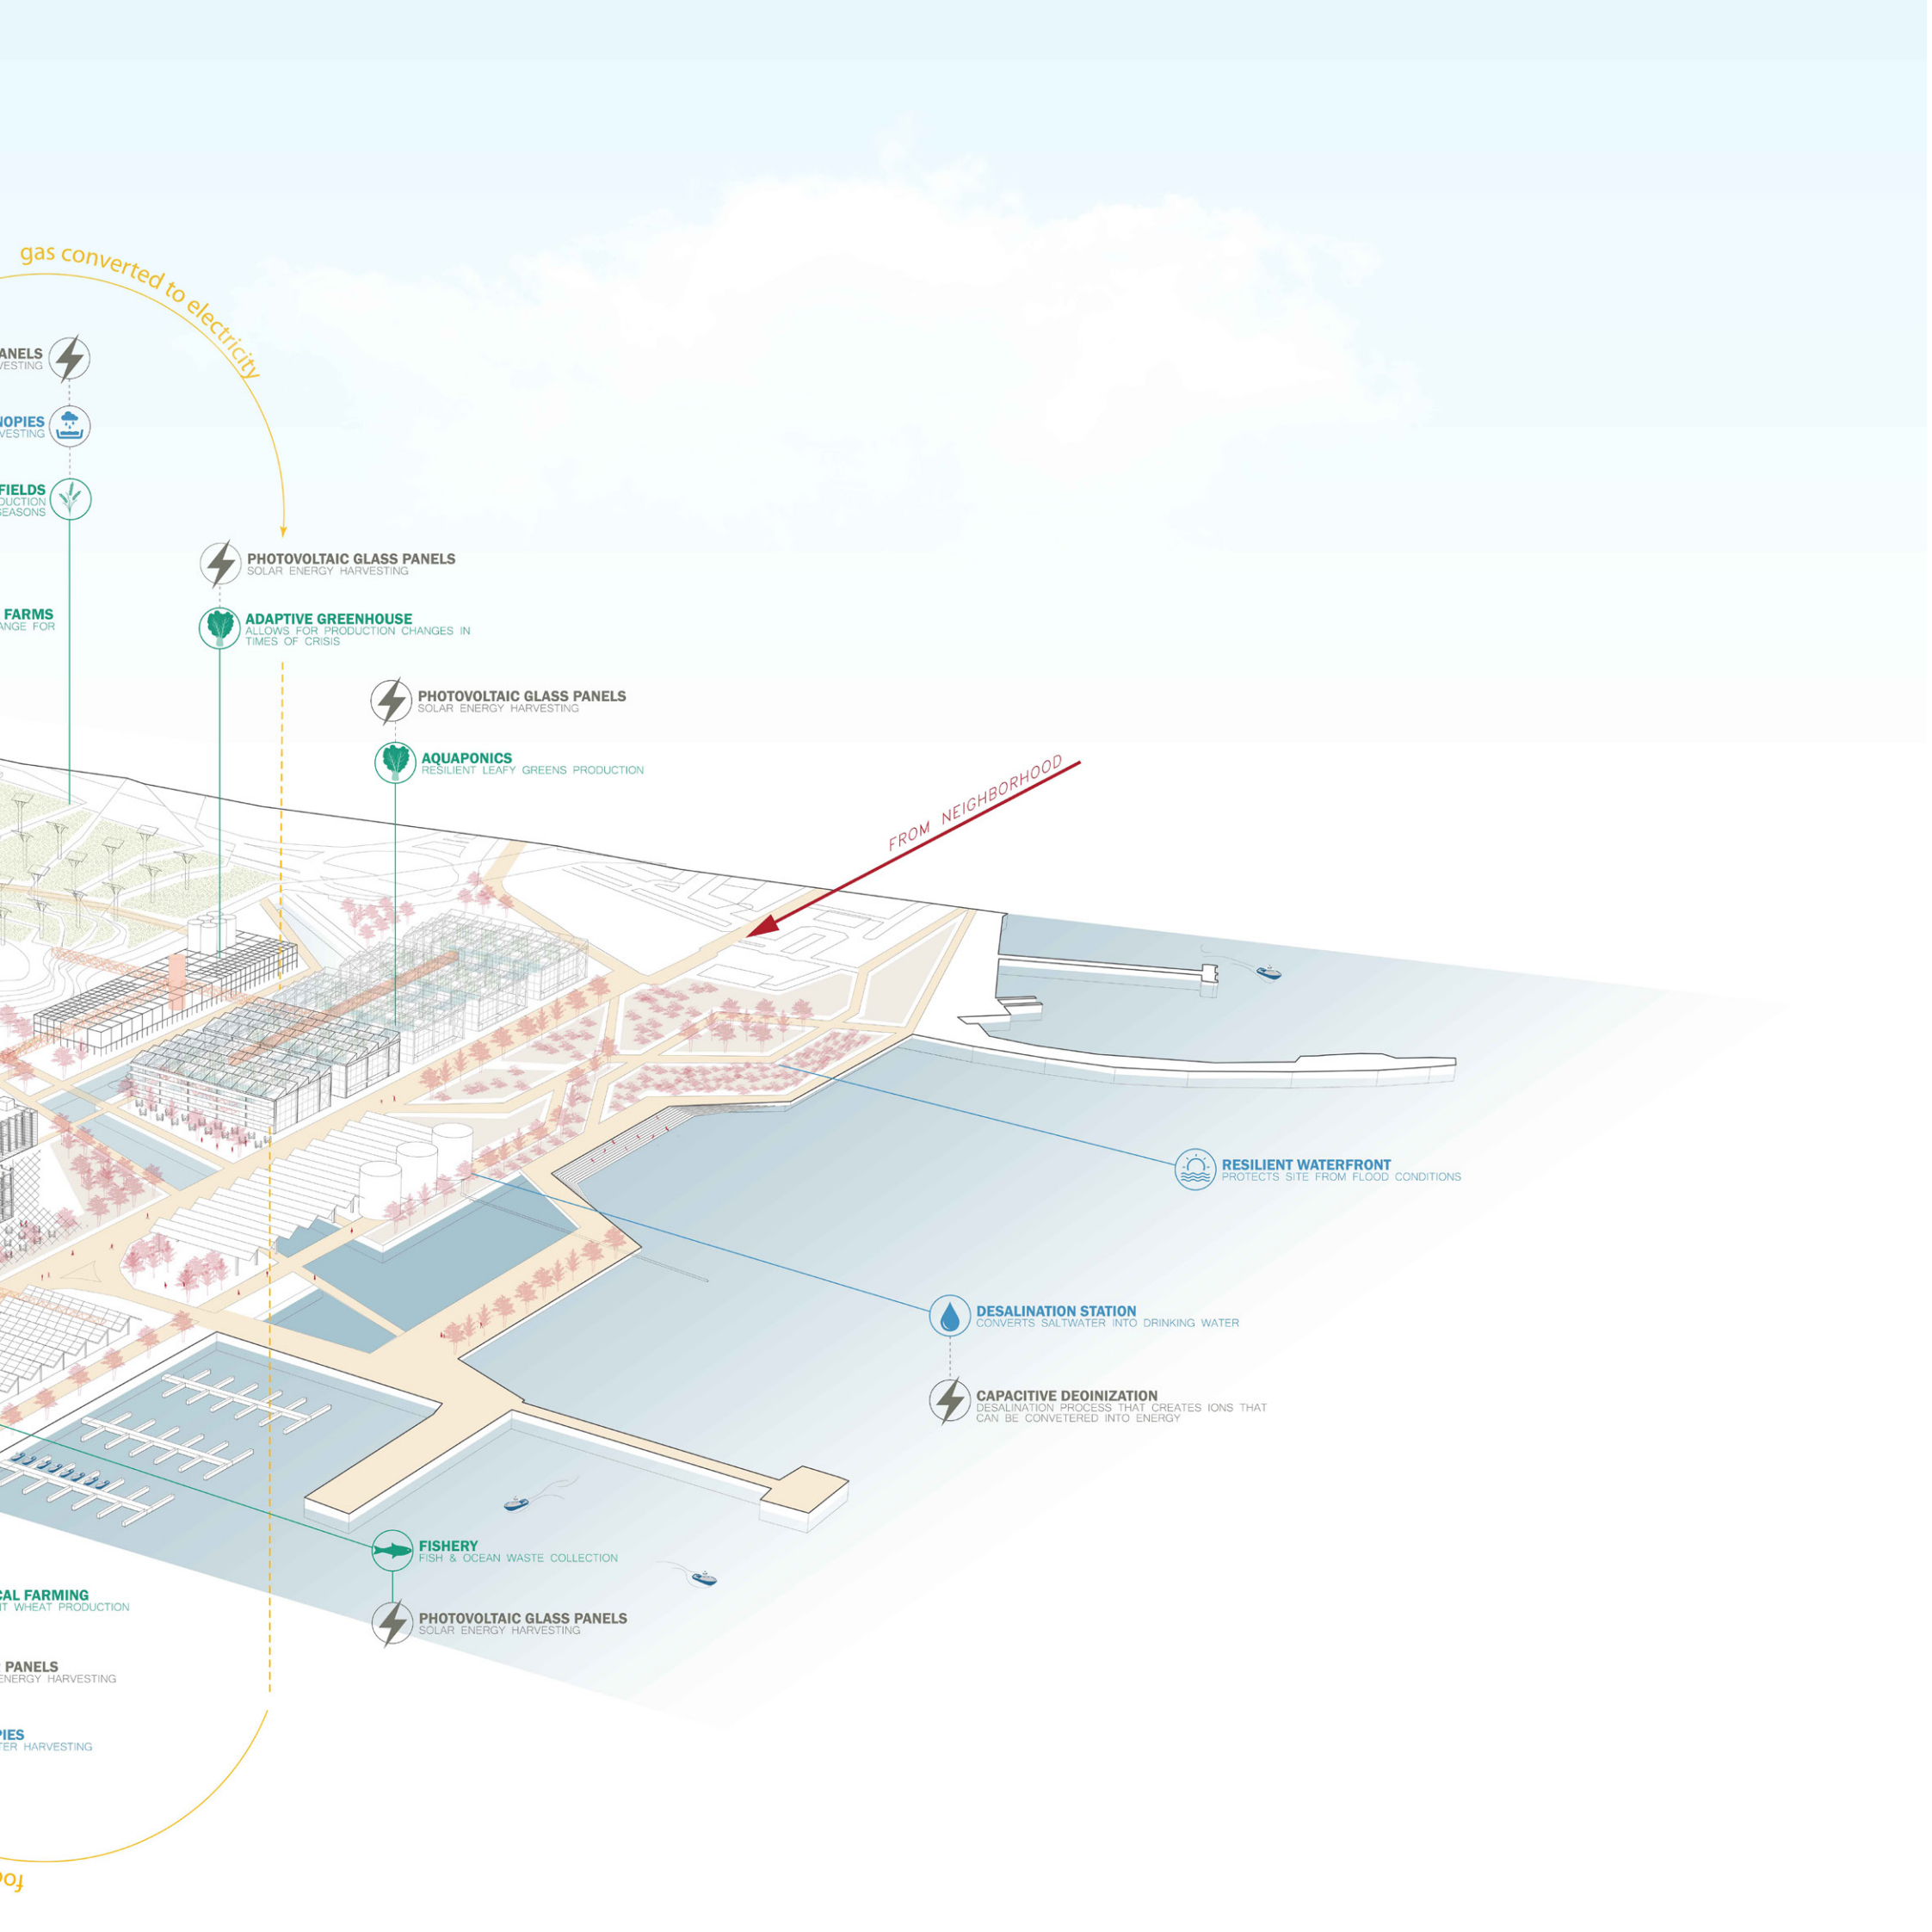 gas converted to electricity
ANELS
VESTING
NOPIES
VESTING
FIELDS
DUCTION
SEASONS
PHOTOVOLTAIC GLASS PANELS
SOLAR ENERGY HARVESTING
FARMS
ANGE FOR
ADAPTIVE GREENHOUSE
ALLOWS FOR PRODUCTION CHANGES IN
TIMES OF CRISIS
PHOTOVOLTAIC GLASS PANELS
SOLAR ENERGY HARVESTING
AQUAPONICS
RESILIENT LEAFY GREENS PRODUCTION
FROM NEIGHBORHOOD
RESILIENT WATERFRONT
PROTECTS SITE FROM FLOOD CONDITIONS
DESALINATION STATION
CONVERTS SALTWATER INTO DRINKING WATER
CAPACITIVE DEOINIZATION
DESALINATION PROCESS THAT CREATES IONS THAT
CAN BE CONVETERED INTO ENERGY
FISHERY
FISH & OCEAN WASTE COLLECTION
CAL FARMING
NT WHEAT PRODUCTION
PHOTOVOLTAIC GLASS PANELS
SOLAR ENERGY HARVESTING
PANELS
ENERGY HARVESTING
PIES
TER HARVESTING
foo